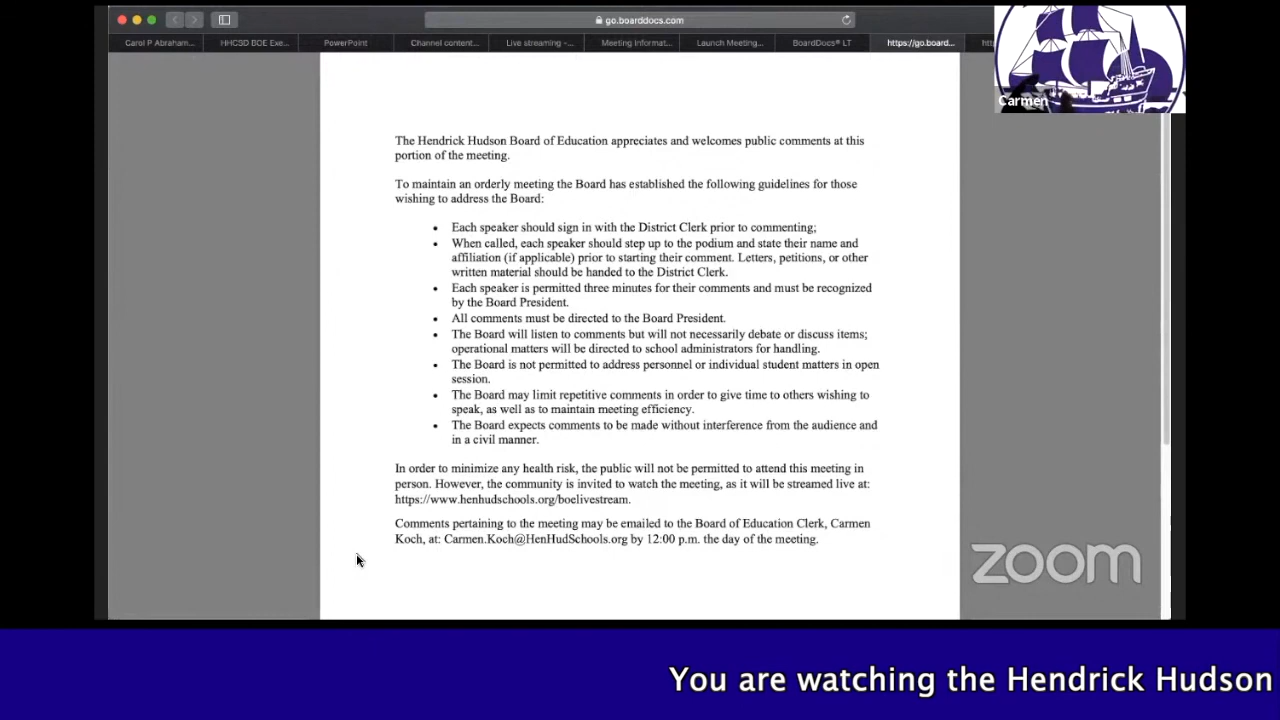 go.boarddocs.com
Carol P Abraham...
HHCSD BOE Exe...
PowerPoint
Channel content...
Live streaming -...
Meeting Informat...
Launch Meeting...
BoardDocs® LT
https://go.board...
Carmen
The Hendrick Hudson Board of Education appreciates and welcomes public comments at this
portion of the meeting.
To maintain an orderly meeting the Board has established the following guidelines for those
wishing to address the Board:
• Each speaker should sign in with the District Clerk prior to commenting;
• When called, each speaker should step up to the podium and state their name and
affiliation (if applicable) prior to starting their comment. Letters, petitions, or other
written material should be handed to the District Clerk.
• Each speaker is permitted three minutes for their comments and must be recognized
by the Board President.
• All comments must be directed to the Board President.
• The Board will listen to comments but will not necessarily debate or discuss items;
operational matters will be directed to school administrators for handling.
• The Board is not permitted to address personnel or individual student matters in open
session.
• The Board may limit repetitive comments in order to give time to others wishing to
speak, as well as to maintain meeting efficiency.
• The Board expects comments to be made without interference from the audience and
in a civil manner.
In order to minimize any health risk, the public will not be permitted to attend this meeting in
person. However, the community is invited to watch the meeting, as it will be streamed live at:
https://www.henhudschools.org/boelivestream.
Comments pertaining to the meeting may be emailed to the Board of Education Clerk, Carmen
Koch, at: Carmen.Koch@HenHudSchools.org by 12:00 p.m. the day of the meeting.
zoom
You are watching the Hendrick Hudson